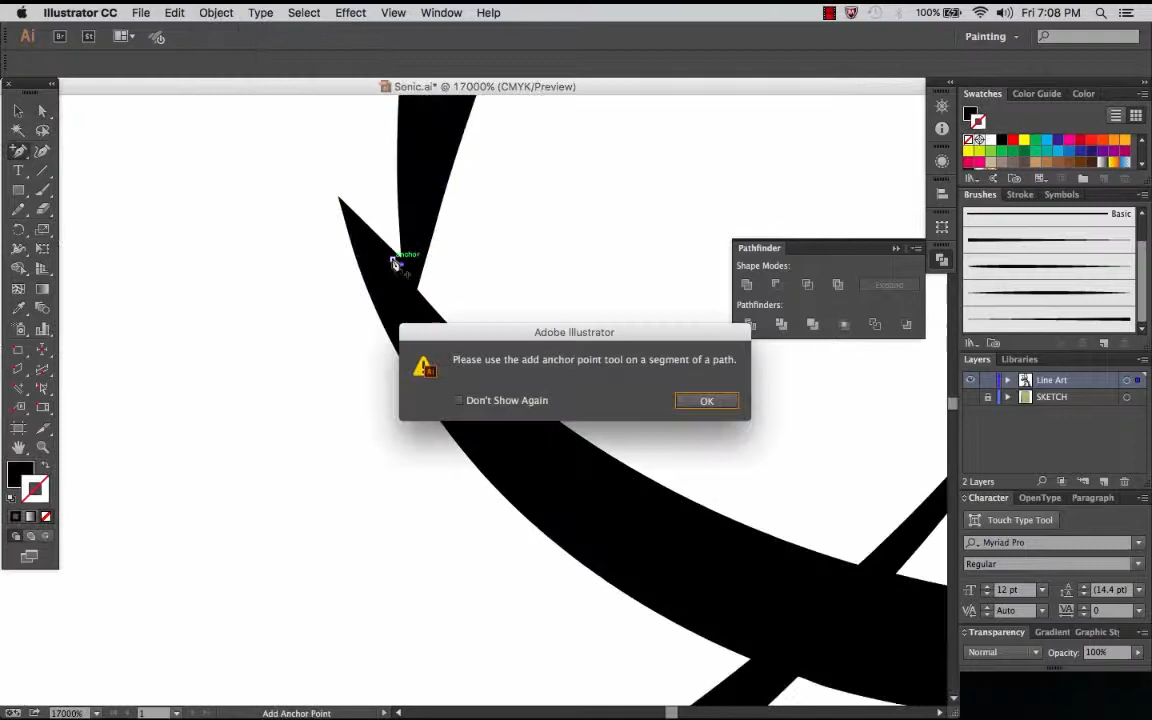 Illustrator CC File Edit Object Type Select Effect View Window Help 100% Fri 7:08 PM
Ai Br St Painting
Sonic.ai* @ 17000% (CMYK/Preview)
Swatches Color Guide Color
Brushes Stroke Symbols
Basic
anchor
Pathfinder
Shape Modes:
Expand
Pathfinders:
Adobe Illustrator
Please use the add anchor point tool on a segment of a path.
Don't Show Again OK
Layers Libraries
Line Art
SKETCH
2 Layers
Character OpenType Paragraph
Touch Type Tool
Myriad Pro
Regular
12 pt (14.4 pt)
Auto 0
Transparency Gradient Graphic St
Normal Opacity: 100%
17000% 1 Add Anchor Point